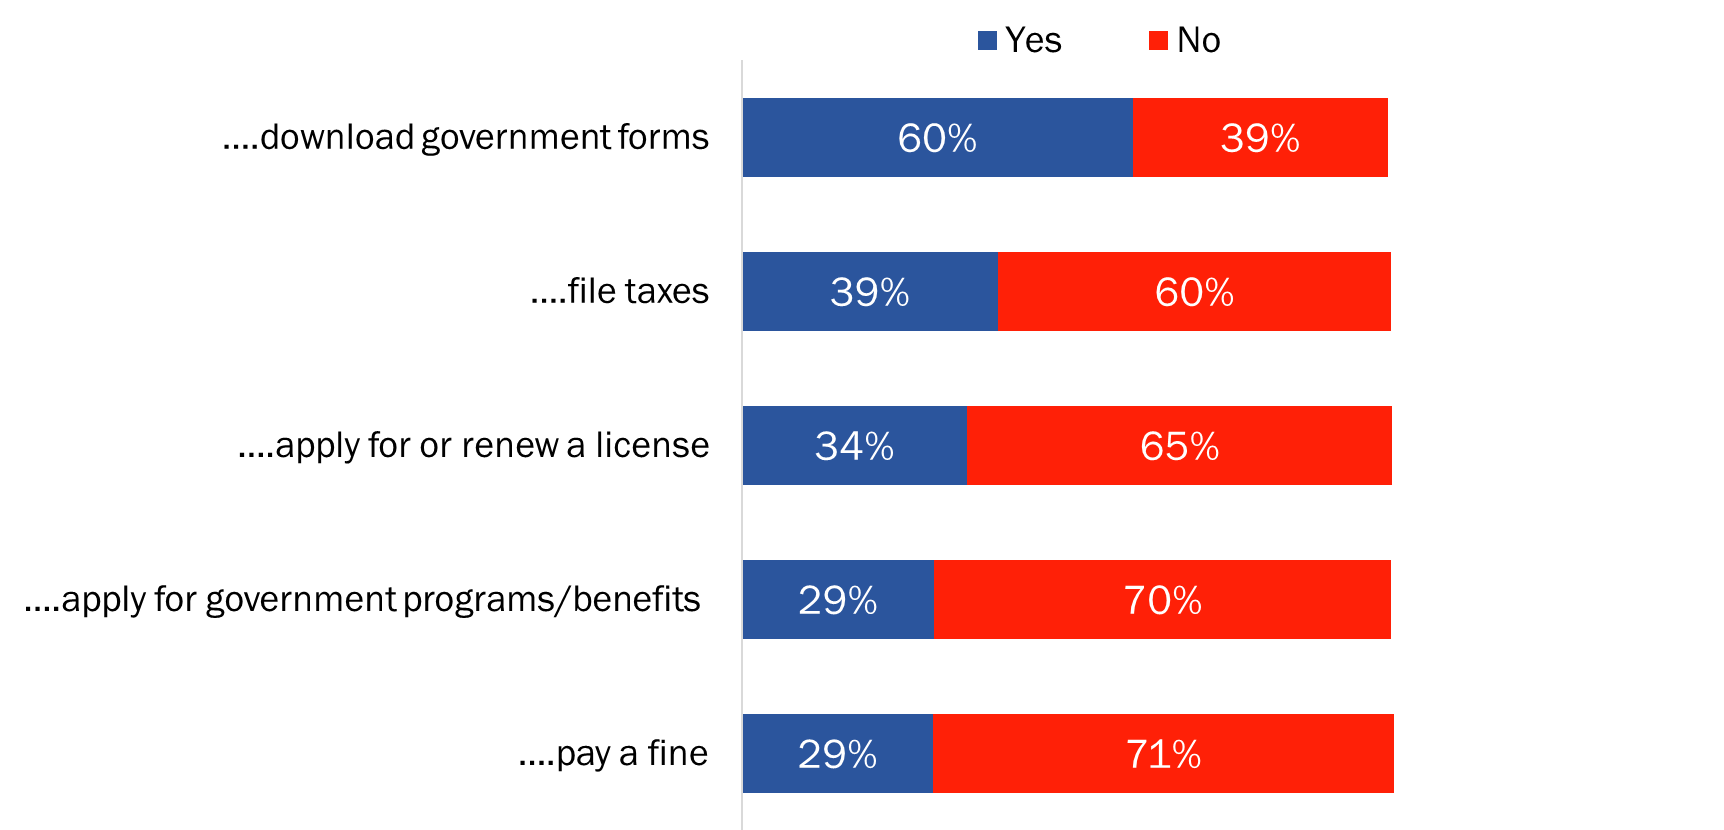 Yes No
....download government forms 60% 39%
....file taxes 39% 60%
....apply for or renew a license 34% 65%
....apply for government programs/benefits 29% 70%
....pay a fine 29% 71%